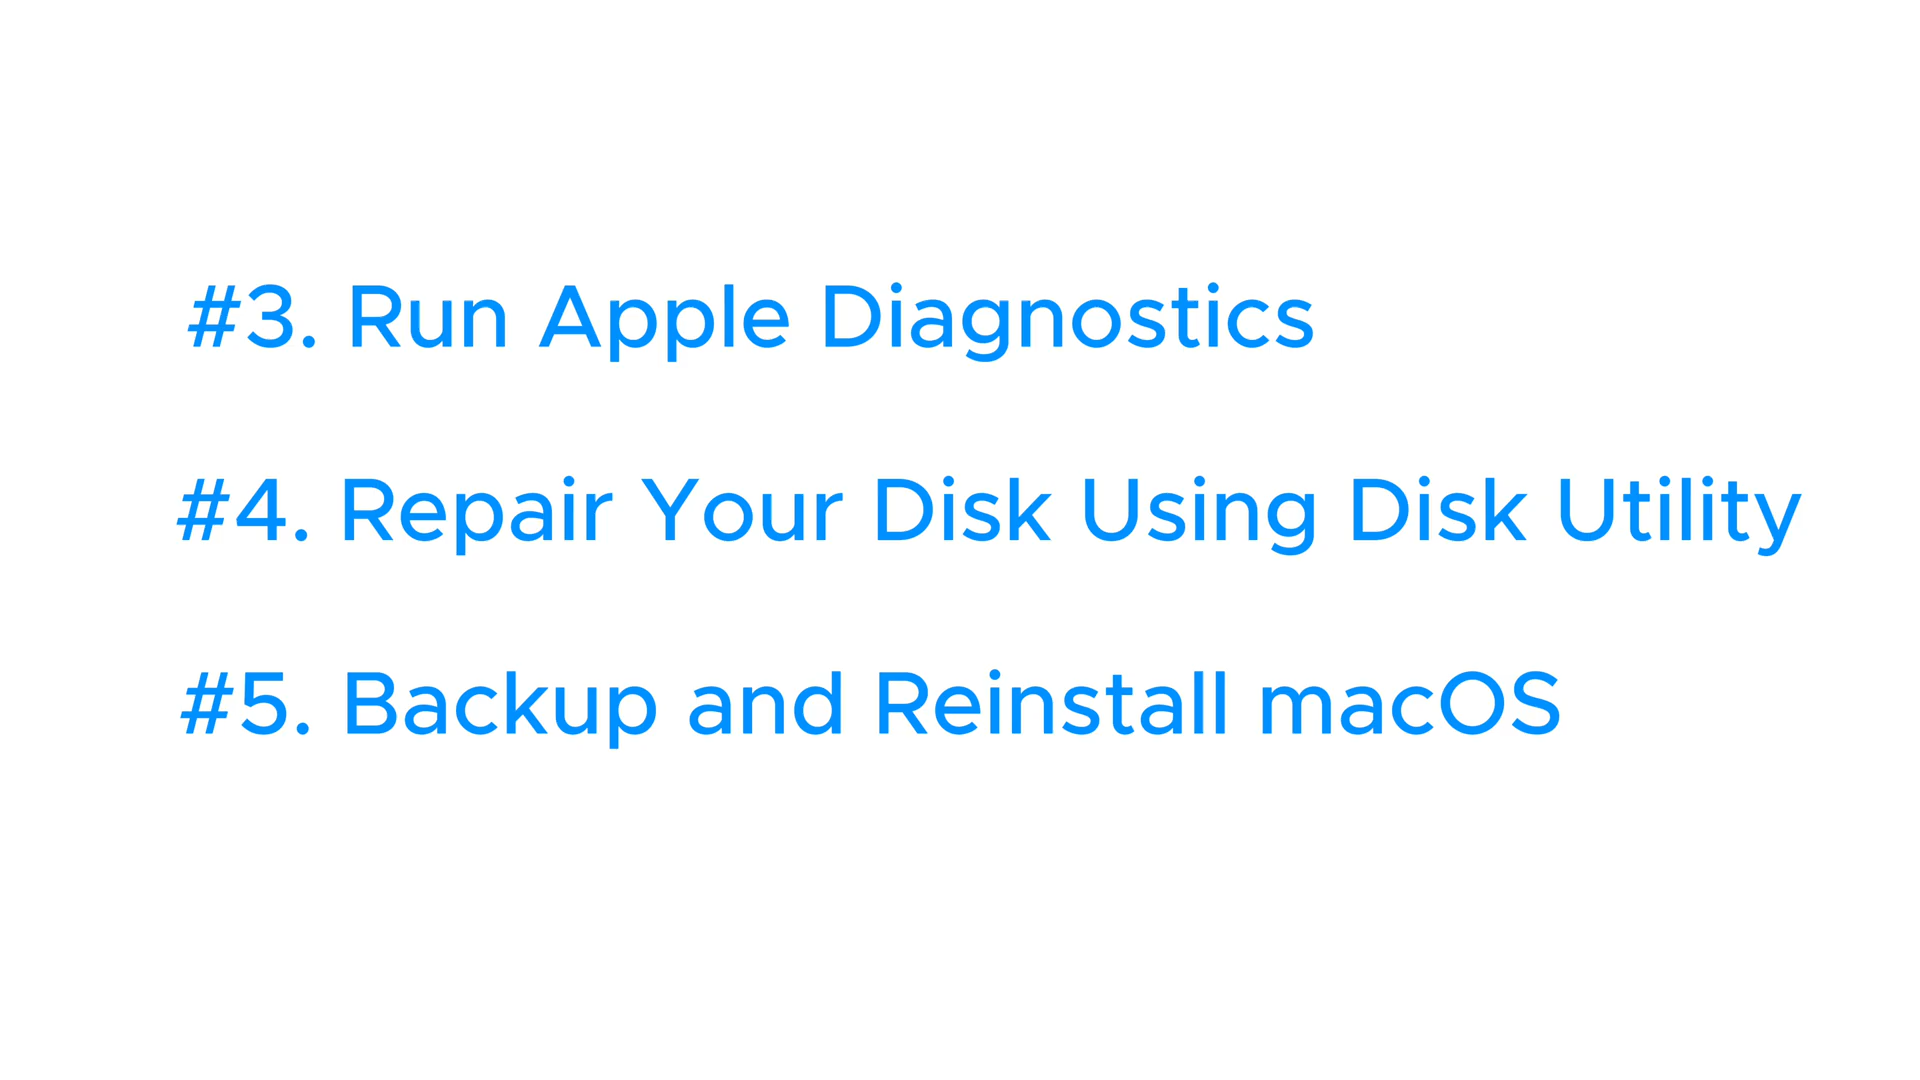 #3. Run Apple Diagnostics
#4. Repair Your Disk Using Disk Utility
#5. Backup and Reinstall macOS